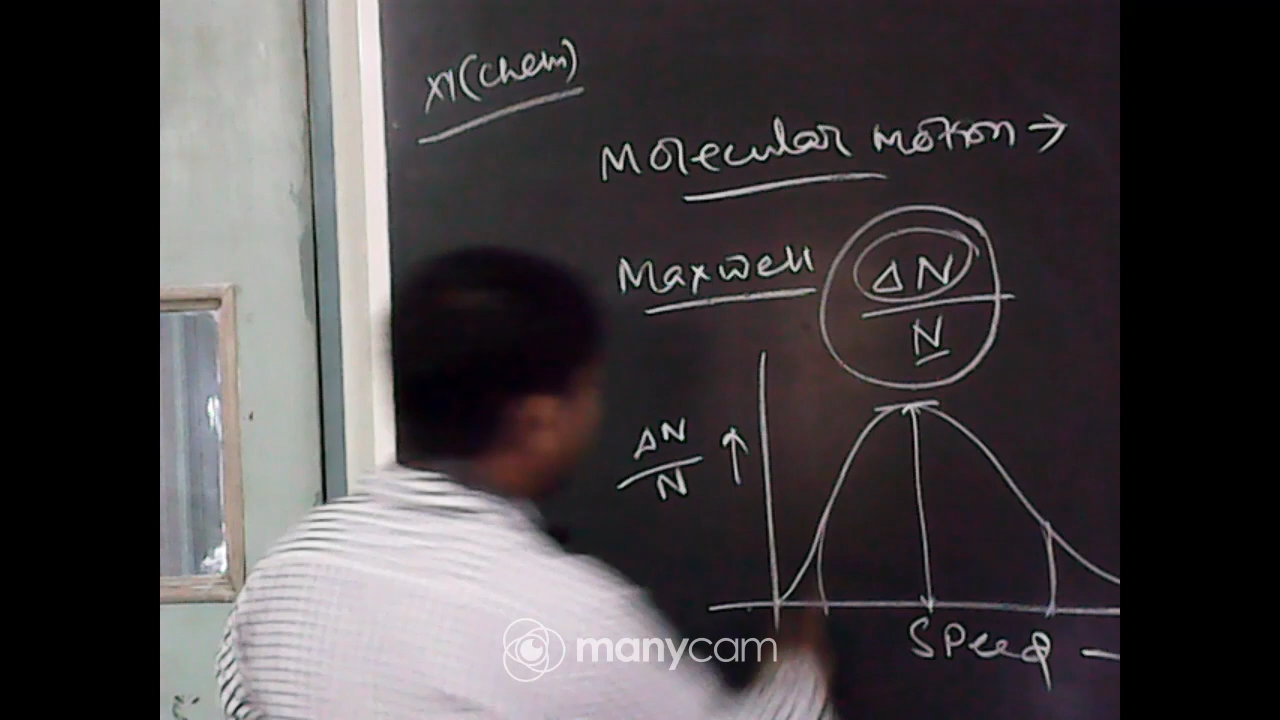 XI(Chem)
Molecular motion →
Maxwell ΔN/N
ΔN/N ↑
Speed
manycam